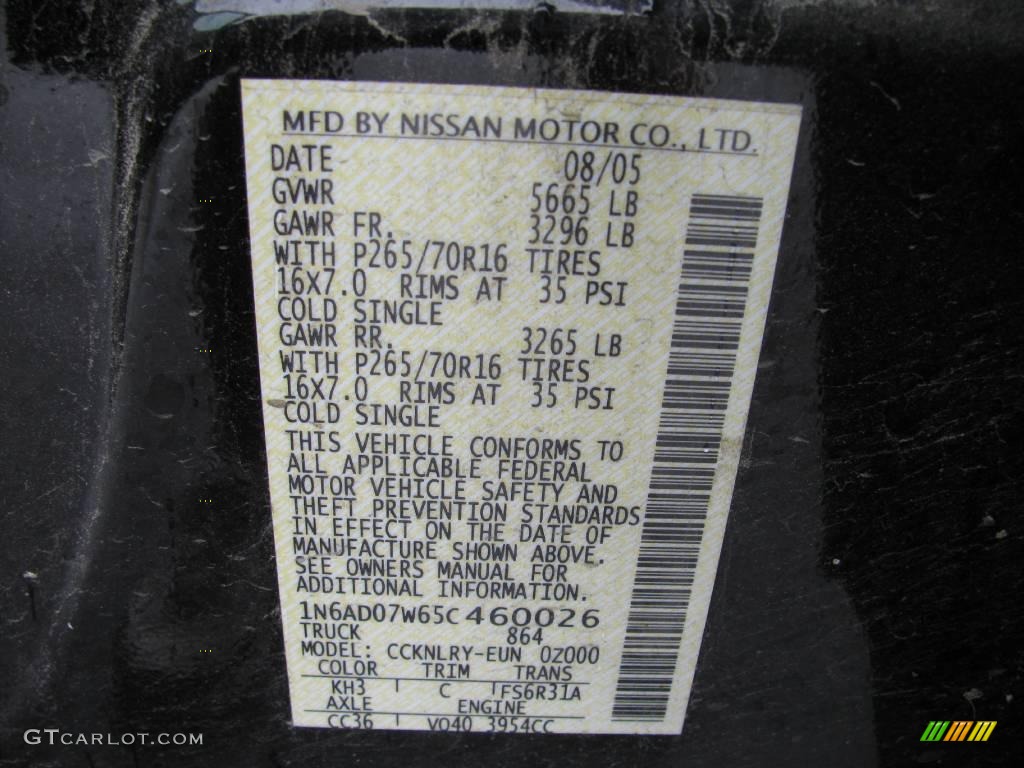 MFD BY NISSAN MOTOR CO., LTD.
DATE 08/05
GVWR 5665 LB
GAWR FR. 3296 LB
WITH P265/70R16 TIRES
16X7.0 RIMS AT 35 PSI
COLD SINGLE
GAWR RR. 3265 LB
WITH P265/70R16 TIRES
16X7.0 RIMS AT 35 PSI
COLD SINGLE
THIS VEHICLE CONFORMS TO
ALL APPLICABLE FEDERAL
MOTOR VEHICLE SAFETY AND
THEFT PREVENTION STANDARDS
IN EFFECT ON THE DATE OF
MANUFACTURE SHOWN ABOVE.
SEE OWNERS MANUAL FOR
ADDITIONAL INFORMATION.
1N6AD07W65C460026
TRUCK 864
MODEL: CCKNLRY-EUN 0Z000
COLOR TRIM TRANS
KH3 C FS6R31A
AXLE ENGINE
CC36 VQ40 3954CC
GTCARLOT.COM